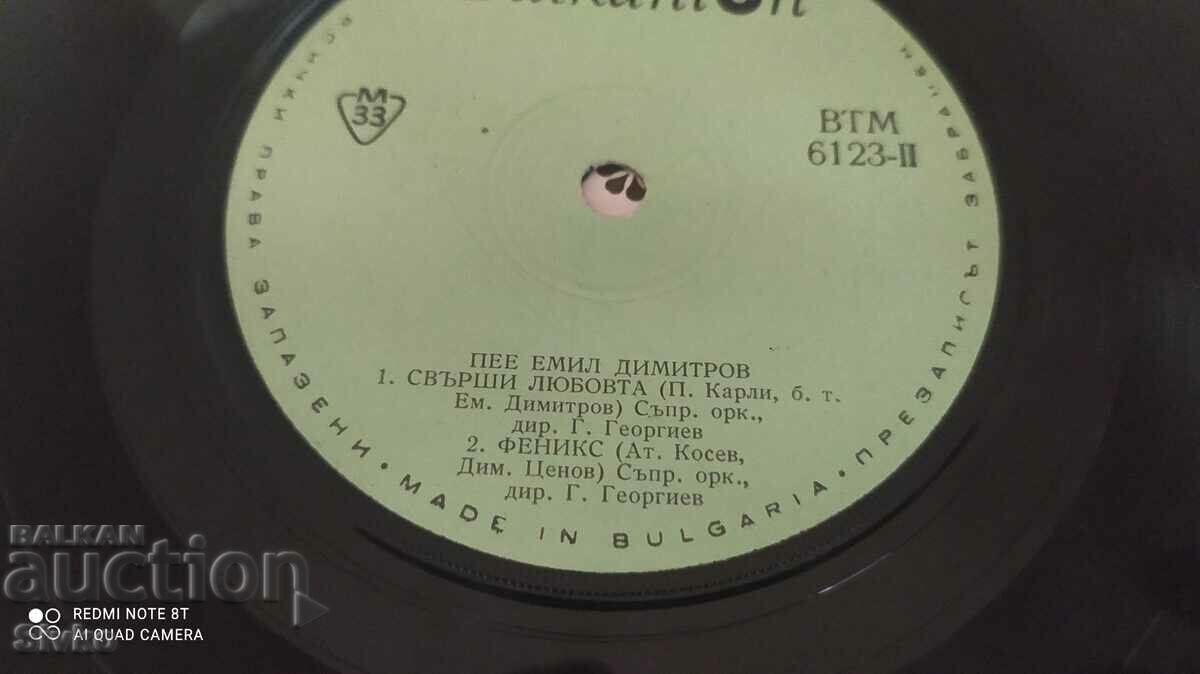 М
33
ВТМ
6123-II
ПЕЕ ЕМИЛ ДИМИТРОВ
1. СВЪРШИ ЛЮБОВТА (П. Карли, б. т.
Ем. Димитров) Съпр. орк.,
дир. Г. Георгиев
2. ФЕНИКС (Ат. Косев,
Дим. Ценов) Съпр. орк.,
дир. Г. Георгиев
ВСИЧКИ ПРАВА ЗАПАЗЕНИ • MADE IN BULGARIA • ПРЕЗАПИСЪТ ЗАБРАНЕН
BALKAN
auction
REDMI NOTE 8T
AI QUAD CAMERA
Sivko